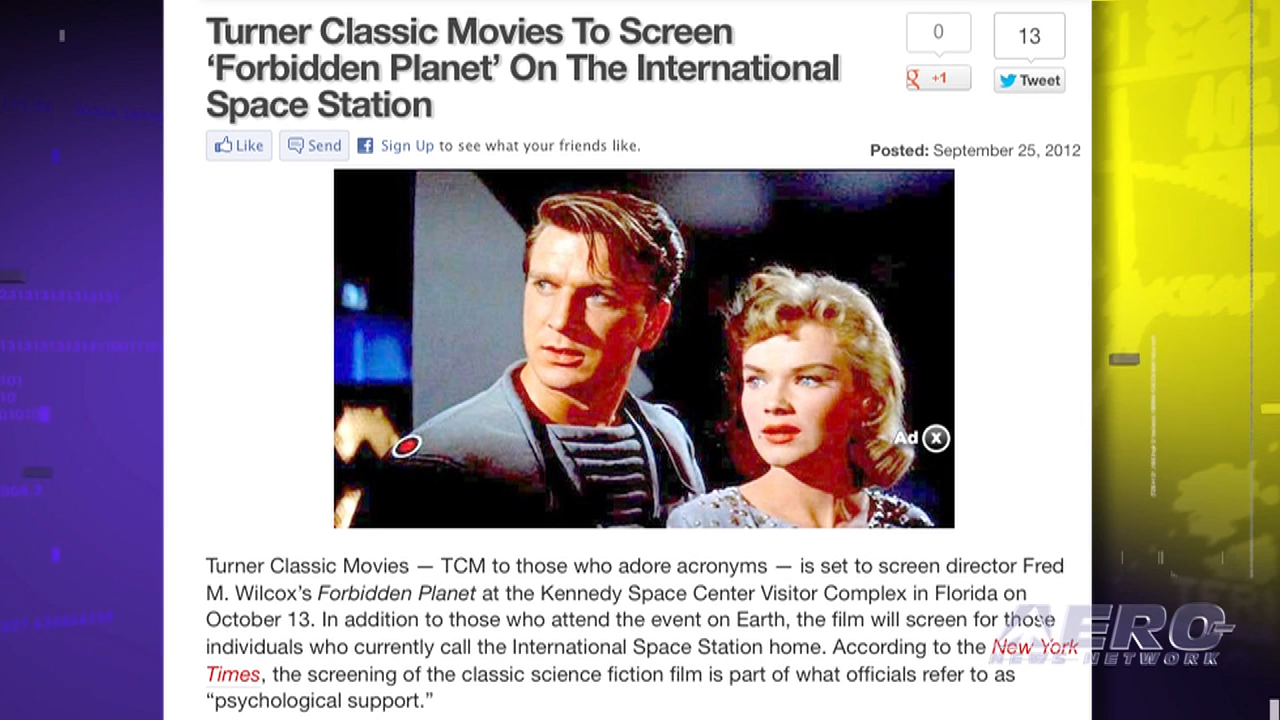 Turner Classic Movies To Screen
‘Forbidden Planet’ On The International
Space Station
0
13
+1
Tweet
Like
Send
Sign Up to see what your friends like.
Posted: September 25, 2012
Ad X
Turner Classic Movies — TCM to those who adore acronyms — is set to screen director Fred
M. Wilcox’s Forbidden Planet at the Kennedy Space Center Visitor Complex in Florida on
October 13. In addition to those who attend the event on Earth, the film will screen for those
individuals who currently call the International Space Station home. According to the New York
Times, the screening of the classic science fiction film is part of what officials refer to as
“psychological support.”
AERO
NEWS NETWORK